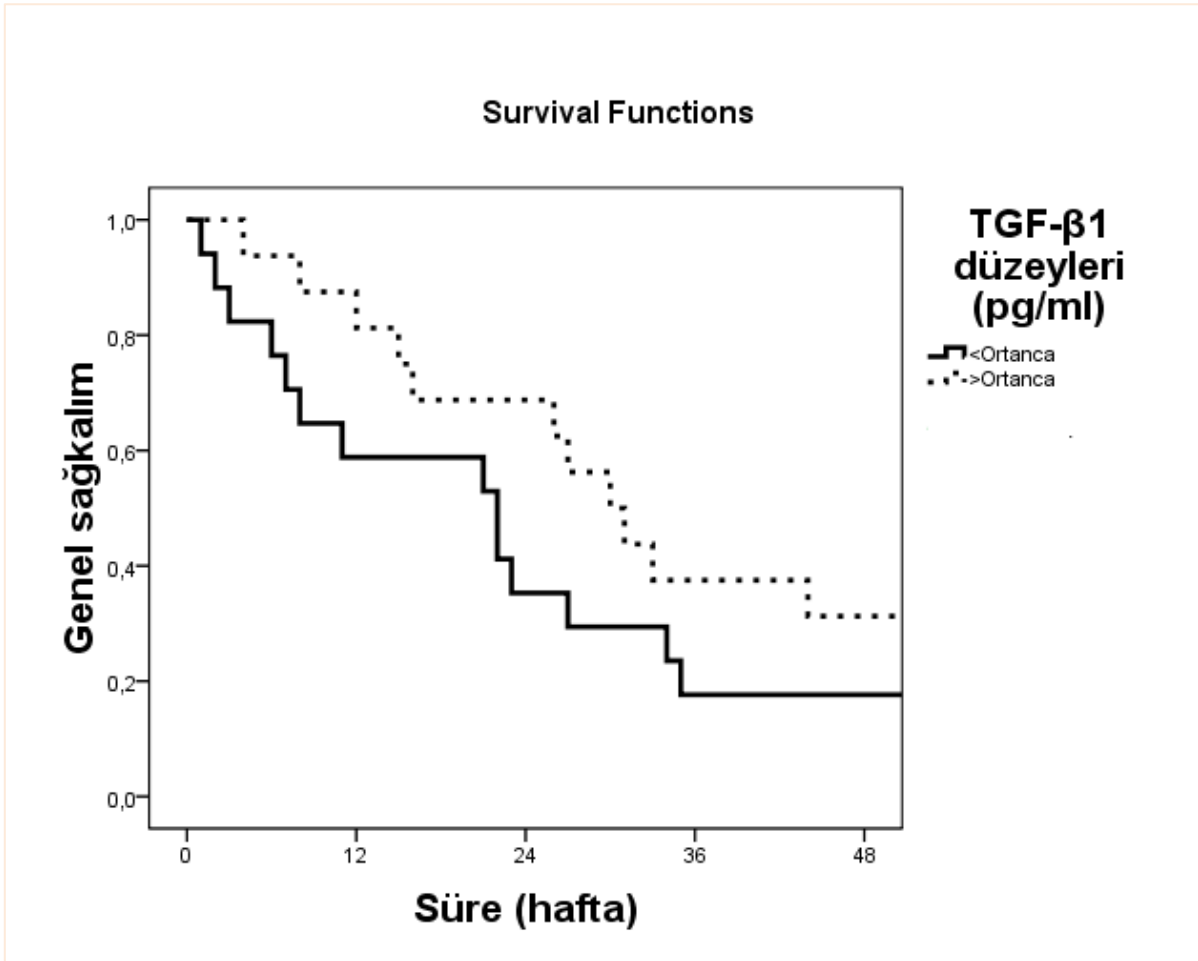 Survival Functions
1,0
0,8
0,6
0,4
0,2
0,0
Genel sağkalım
0 12 24 36 48
Süre (hafta)
TGF-β1
düzeyleri
(pg/ml)
<Ortanca
>Ortanca